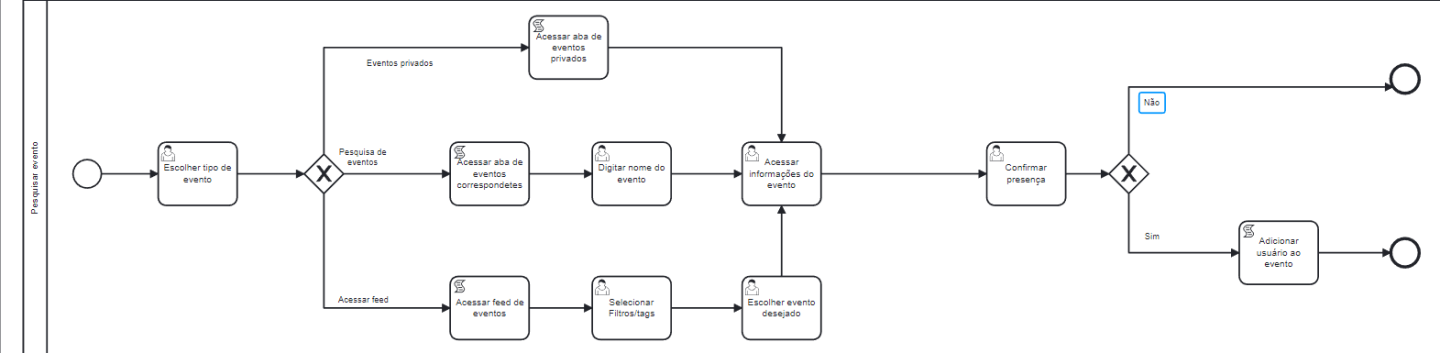 Pesquisar evento
Escolher tipo de
evento
Eventos privados
Acessar aba de
eventos
privados
Pesquisa de
eventos
Acessar aba de
eventos
correspondetes
Digitar nome do
evento
Acessar
informações do
evento
Acessar feed
Acessar feed de
eventos
Selecionar
Filtros/tags
Escolher evento
desejado
Confirmar
presença
Não
Sim
Adicionar
usuário ao
evento